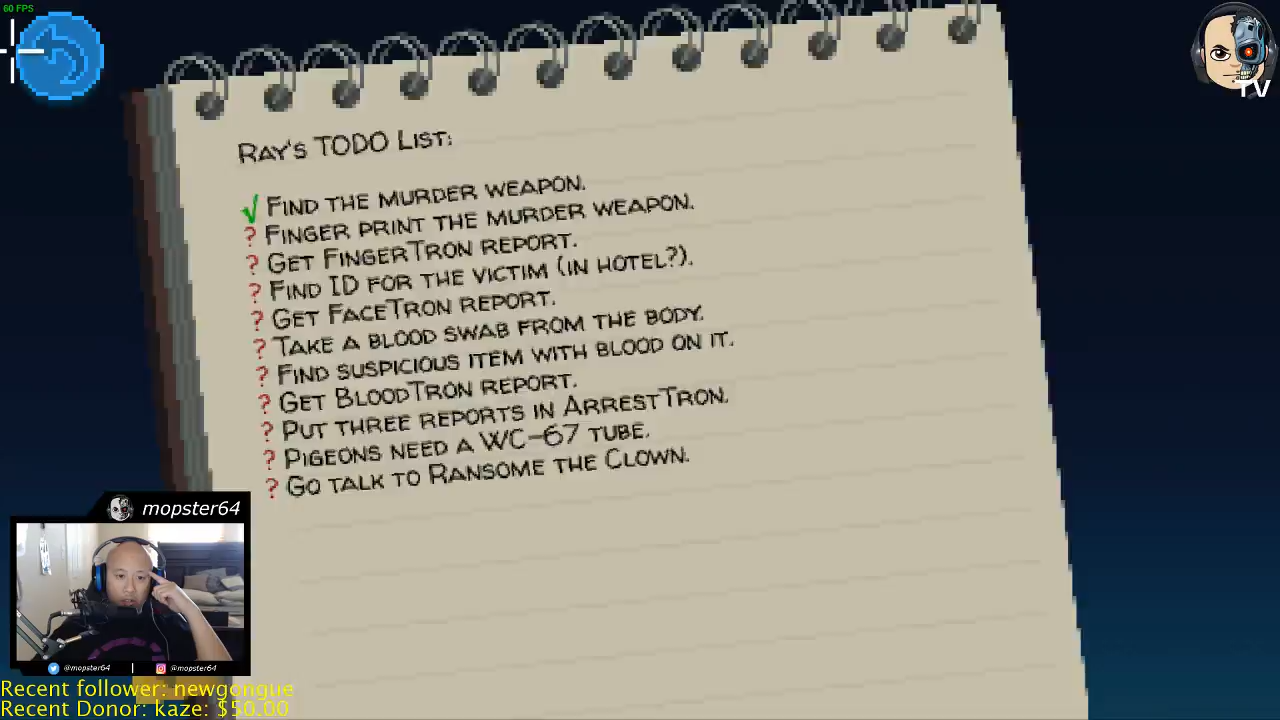 60 FPS
TV
Ray's TODO List:
√ Find the murder weapon.
? Finger print the murder weapon.
? Get FingerTron report.
? Find ID for the victim (in hotel?).
? Get FaceTron report.
? Take a blood swab from the body.
? Find suspicious item with blood on it.
? Get BloodTron report.
? Put three reports in ArrestTron.
? Pigeons need a WC-67 tube.
? Go talk to Ransome the Clown.
mopster64
@mopster64 | @mopster64
Recent follower: newgongue
Recent Donor: kaze: $50.00